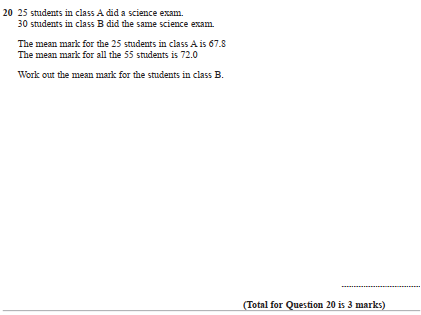 20 25 students in class A did a science exam.
30 students in class B did the same science exam.
The mean mark for the 25 students in class A is 67.8
The mean mark for all the 55 students is 72.0
Work out the mean mark for the students in class B.
(Total for Question 20 is 3 marks)